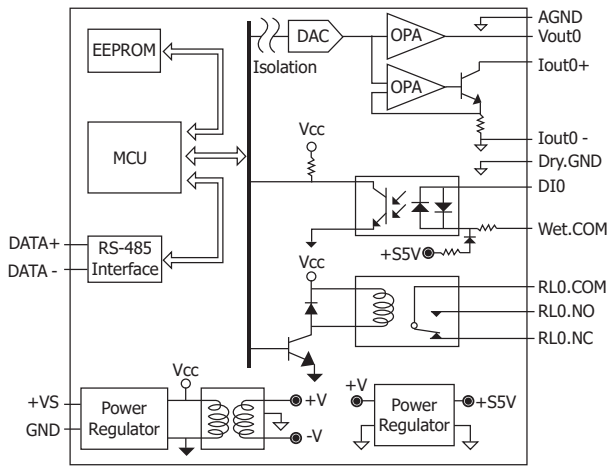 EEPROM
MCU
RS-485
Interface
DATA+
DATA -
Isolation
DAC
OPA
OPA
AGND
Vout0
Iout0+
Iout0 -
Dry.GND
DI0
Wet.COM
Vcc
+S5V
Vcc
RL0.COM
RL0.NO
RL0.NC
+VS
GND
Power
Regulator
Vcc
+V
-V
+V
Power
Regulator
+S5V